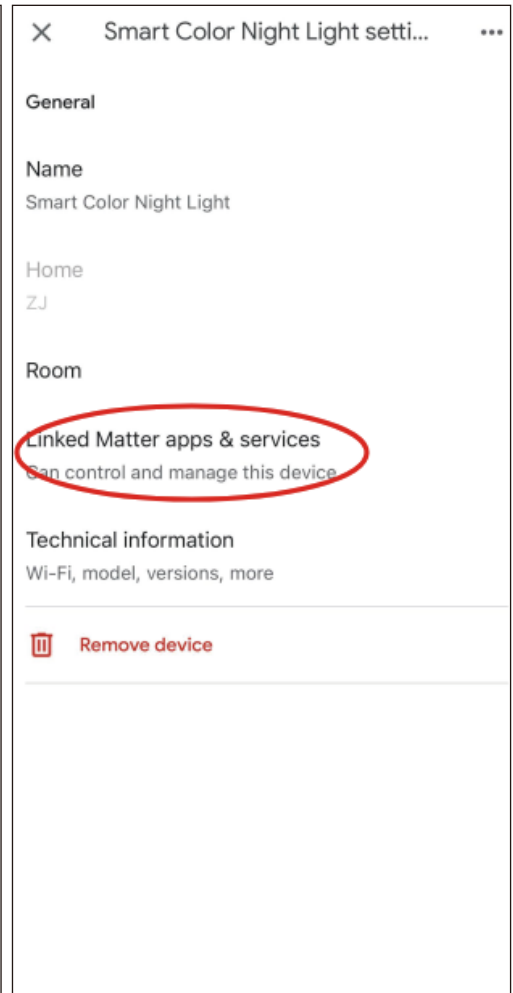 Smart Color Night Light setti...
General
Name
Smart Color Night Light
Home
ZJ
Room
Linked Matter apps & services
Can control and manage this device
Technical information
Wi-Fi, model, versions, more
Remove device